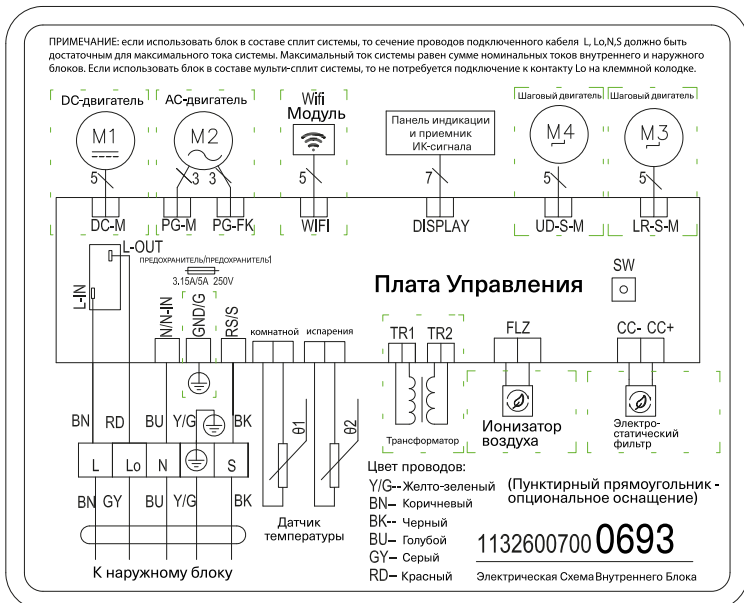 ПРИМЕЧАНИЕ: если использовать блок в составе сплит системы, то сечение проводов подключенного кабеля L, Lo,N,S должно быть
достаточным для максимального тока системы. Максимальный ток системы равен сумме номинальных токов внутреннего и наружного
блоков. Если использовать блок в составе мульти-сплит системы, то не потребуется подключение к контакту Lo на клеммной колодке.
DC-двигатель
M1
5
DC-M
AC-двигатель
M2
3 3
PG-M PG-FK
Wifi
Модуль
5
WIFI
Панель индикации
и приемник
ИК-сигнала
7
DISPLAY
Шаговый двигатель
M4
5
UD-S-M
Шаговый двигатель
M3
5
LR-S-M
L-OUT
L-IN
ПРЕДОХРАНИТЕЛЬ/ПРЕДОХРАНИТЕЛЬ1
3.15A/5A 250V
N/N-IN
GND/G
RS/S
комнатной испарения
Плата Управления
SW
TR1 TR2
FLZ
CC- CC+
BN RD BU Y/G BK
θ1
θ2
Трансформатор
Ионизатор
воздуха
Электро-
статический
фильтр
L Lo N S
BN GY BU Y/G BK
Датчик
температуры
К наружному блоку
Цвет проводов:
Y/G--Желто-зеленый
BN– Коричневый
BK-- Черный
BU– Голубой
GY– Серый
RD– Красный
(Пунктирный прямоугольник -
опциональное оснащение)
1132600700 0693
Электрическая Схема Внутреннего Блока